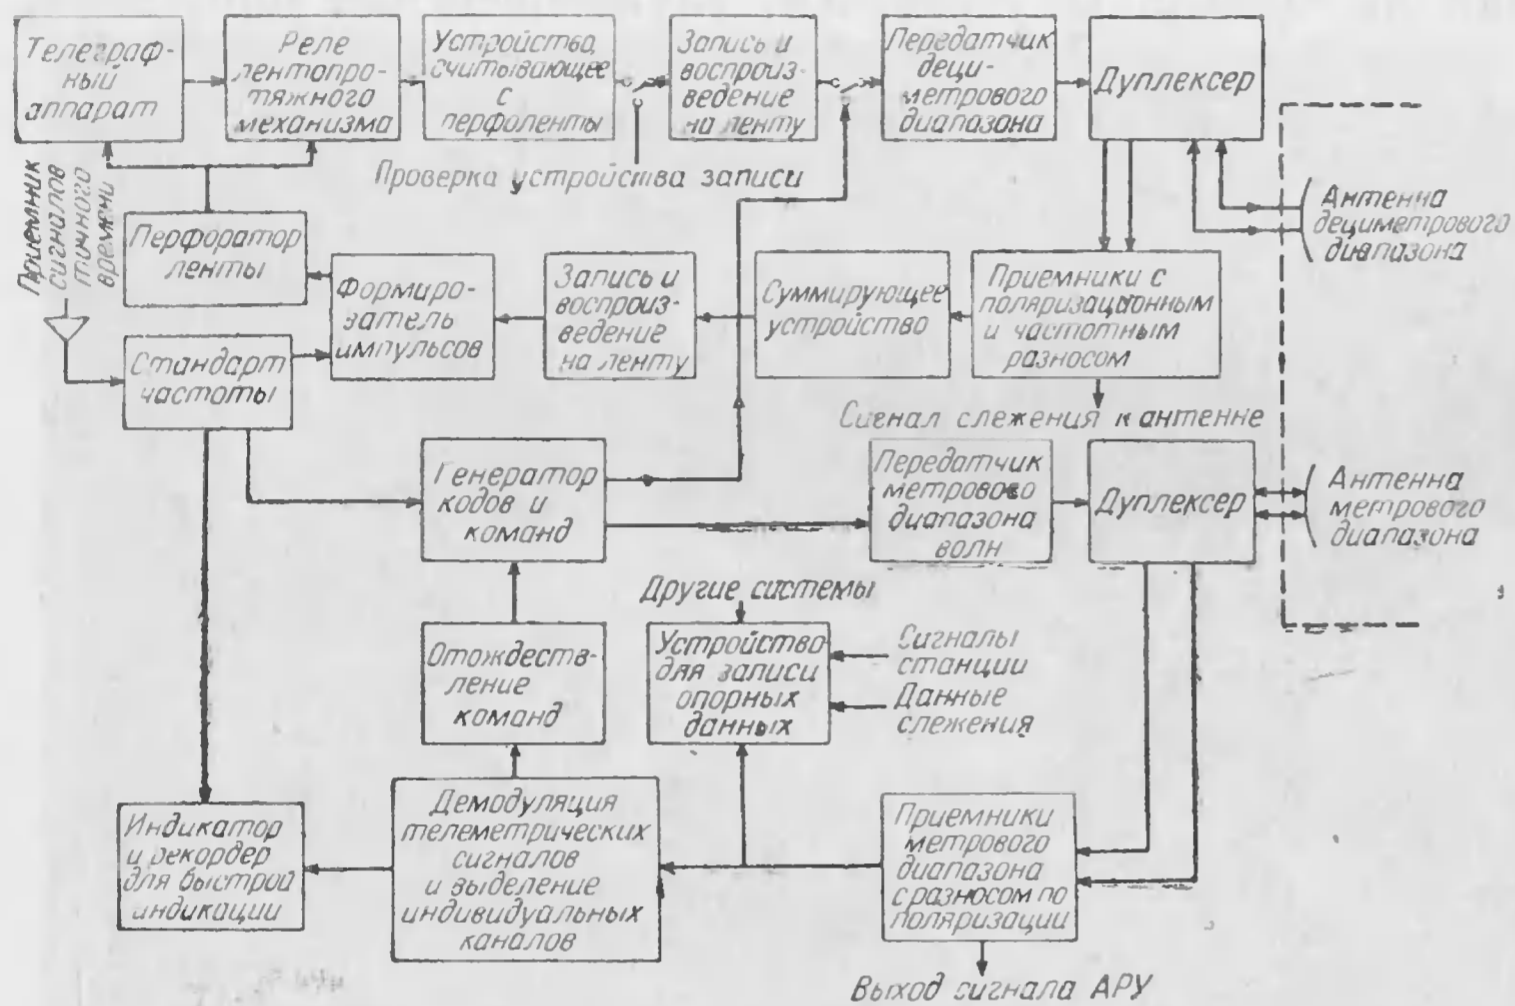 Телеграф-
ный
аппарат
Реле
лентопро-
тяжного
механизма
Устройство,
считывающее
с
перфоленты
Запись и
воспроиз-
ведение
на ленту
Передатчик
деци-
метрового
диапазона
Дуплексер
Проверка устройства записи
Приемник
сигналов
точного
времени
Антенна
дециметрового
диапазона
Перфоратор
ленты
Формиро-
ватель
импульсов
Запись и
воспроиз-
ведение
на ленту
Суммирующее
устройство
Приемники с
поляризационным
и частотным
разносом
Стандарт
частоты
Сигнал слежения к антенне
Генератор
кодов и
команд
Передатчик
метрового
диапазона
волн
Дуплексер
Антенна
метрового
диапазона
Другие системы
Отождеств-
ление
команд
Устройство
для записи
опорных
данных
Сигналы
станции
Данные
слежения
Индикатор
и рекордер
для быстрой
индикации
Демодуляция
телеметрических
сигналов
и выделение
индивидуальных
каналов
Приемники
метрового
диапазона
с разносом по
поляризации
Выход сигнала АРУ